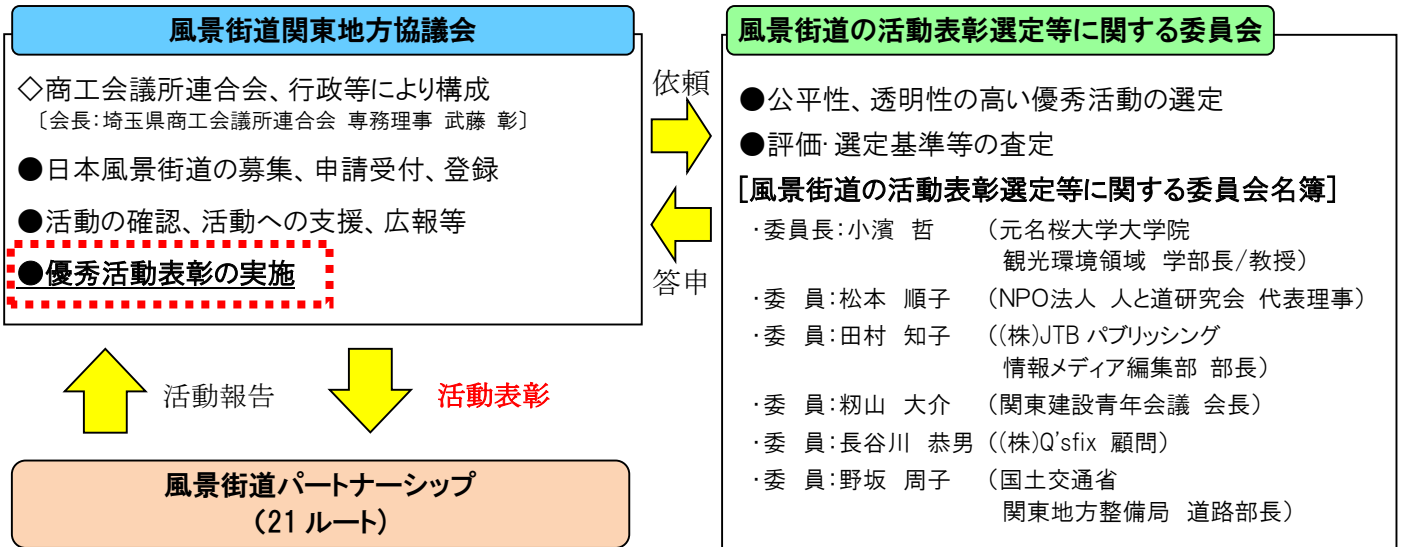 風景街道関東地方協議会
◇商工会議所連合会、行政等により構成
〔会長：埼玉県商工会議所連合会 専務理事 武藤 彰〕
●日本風景街道の募集、申請受付、登録
●活動の確認、活動への支援、広報等
●優秀活動表彰の実施
依頼
答申
風景街道の活動表彰選定等に関する委員会
●公平性、透明性の高い優秀活動の選定
●評価・選定基準等の査定
[風景街道の活動表彰選定等に関する委員会名簿]
・委員長：小濱 哲 （元名桜大学大学院
観光環境領域 学部長/教授）
・委 員：松本 順子 （NPO法人 人と道研究会 代表理事）
・委 員：田村 知子 （(株)JTB パブリッシング
情報メディア編集部 部長）
・委 員：籾山 大介 （関東建設青年会議 会長）
・委 員：長谷川 恭男 （(株)Q'sfix 顧問）
・委 員：野坂 周子 （国土交通省
関東地方整備局 道路部長）
活動報告
活動表彰
風景街道パートナーシップ
（21 ルート）